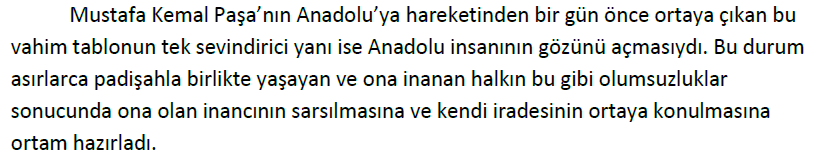 Mustafa Kemal Paşa’nın Anadolu’ya hareketinden bir gün önce ortaya çıkan bu
vahim tablonun tek sevindirici yanı ise Anadolu insanının gözünü açmasıydı. Bu durum
asırlarca padişahla birlikte yaşayan ve ona inanan halkın bu gibi olumsuzluklar
sonucunda ona olan inancının sarsılmasına ve kendi iradesinin ortaya konulmasına
ortam hazırladı.